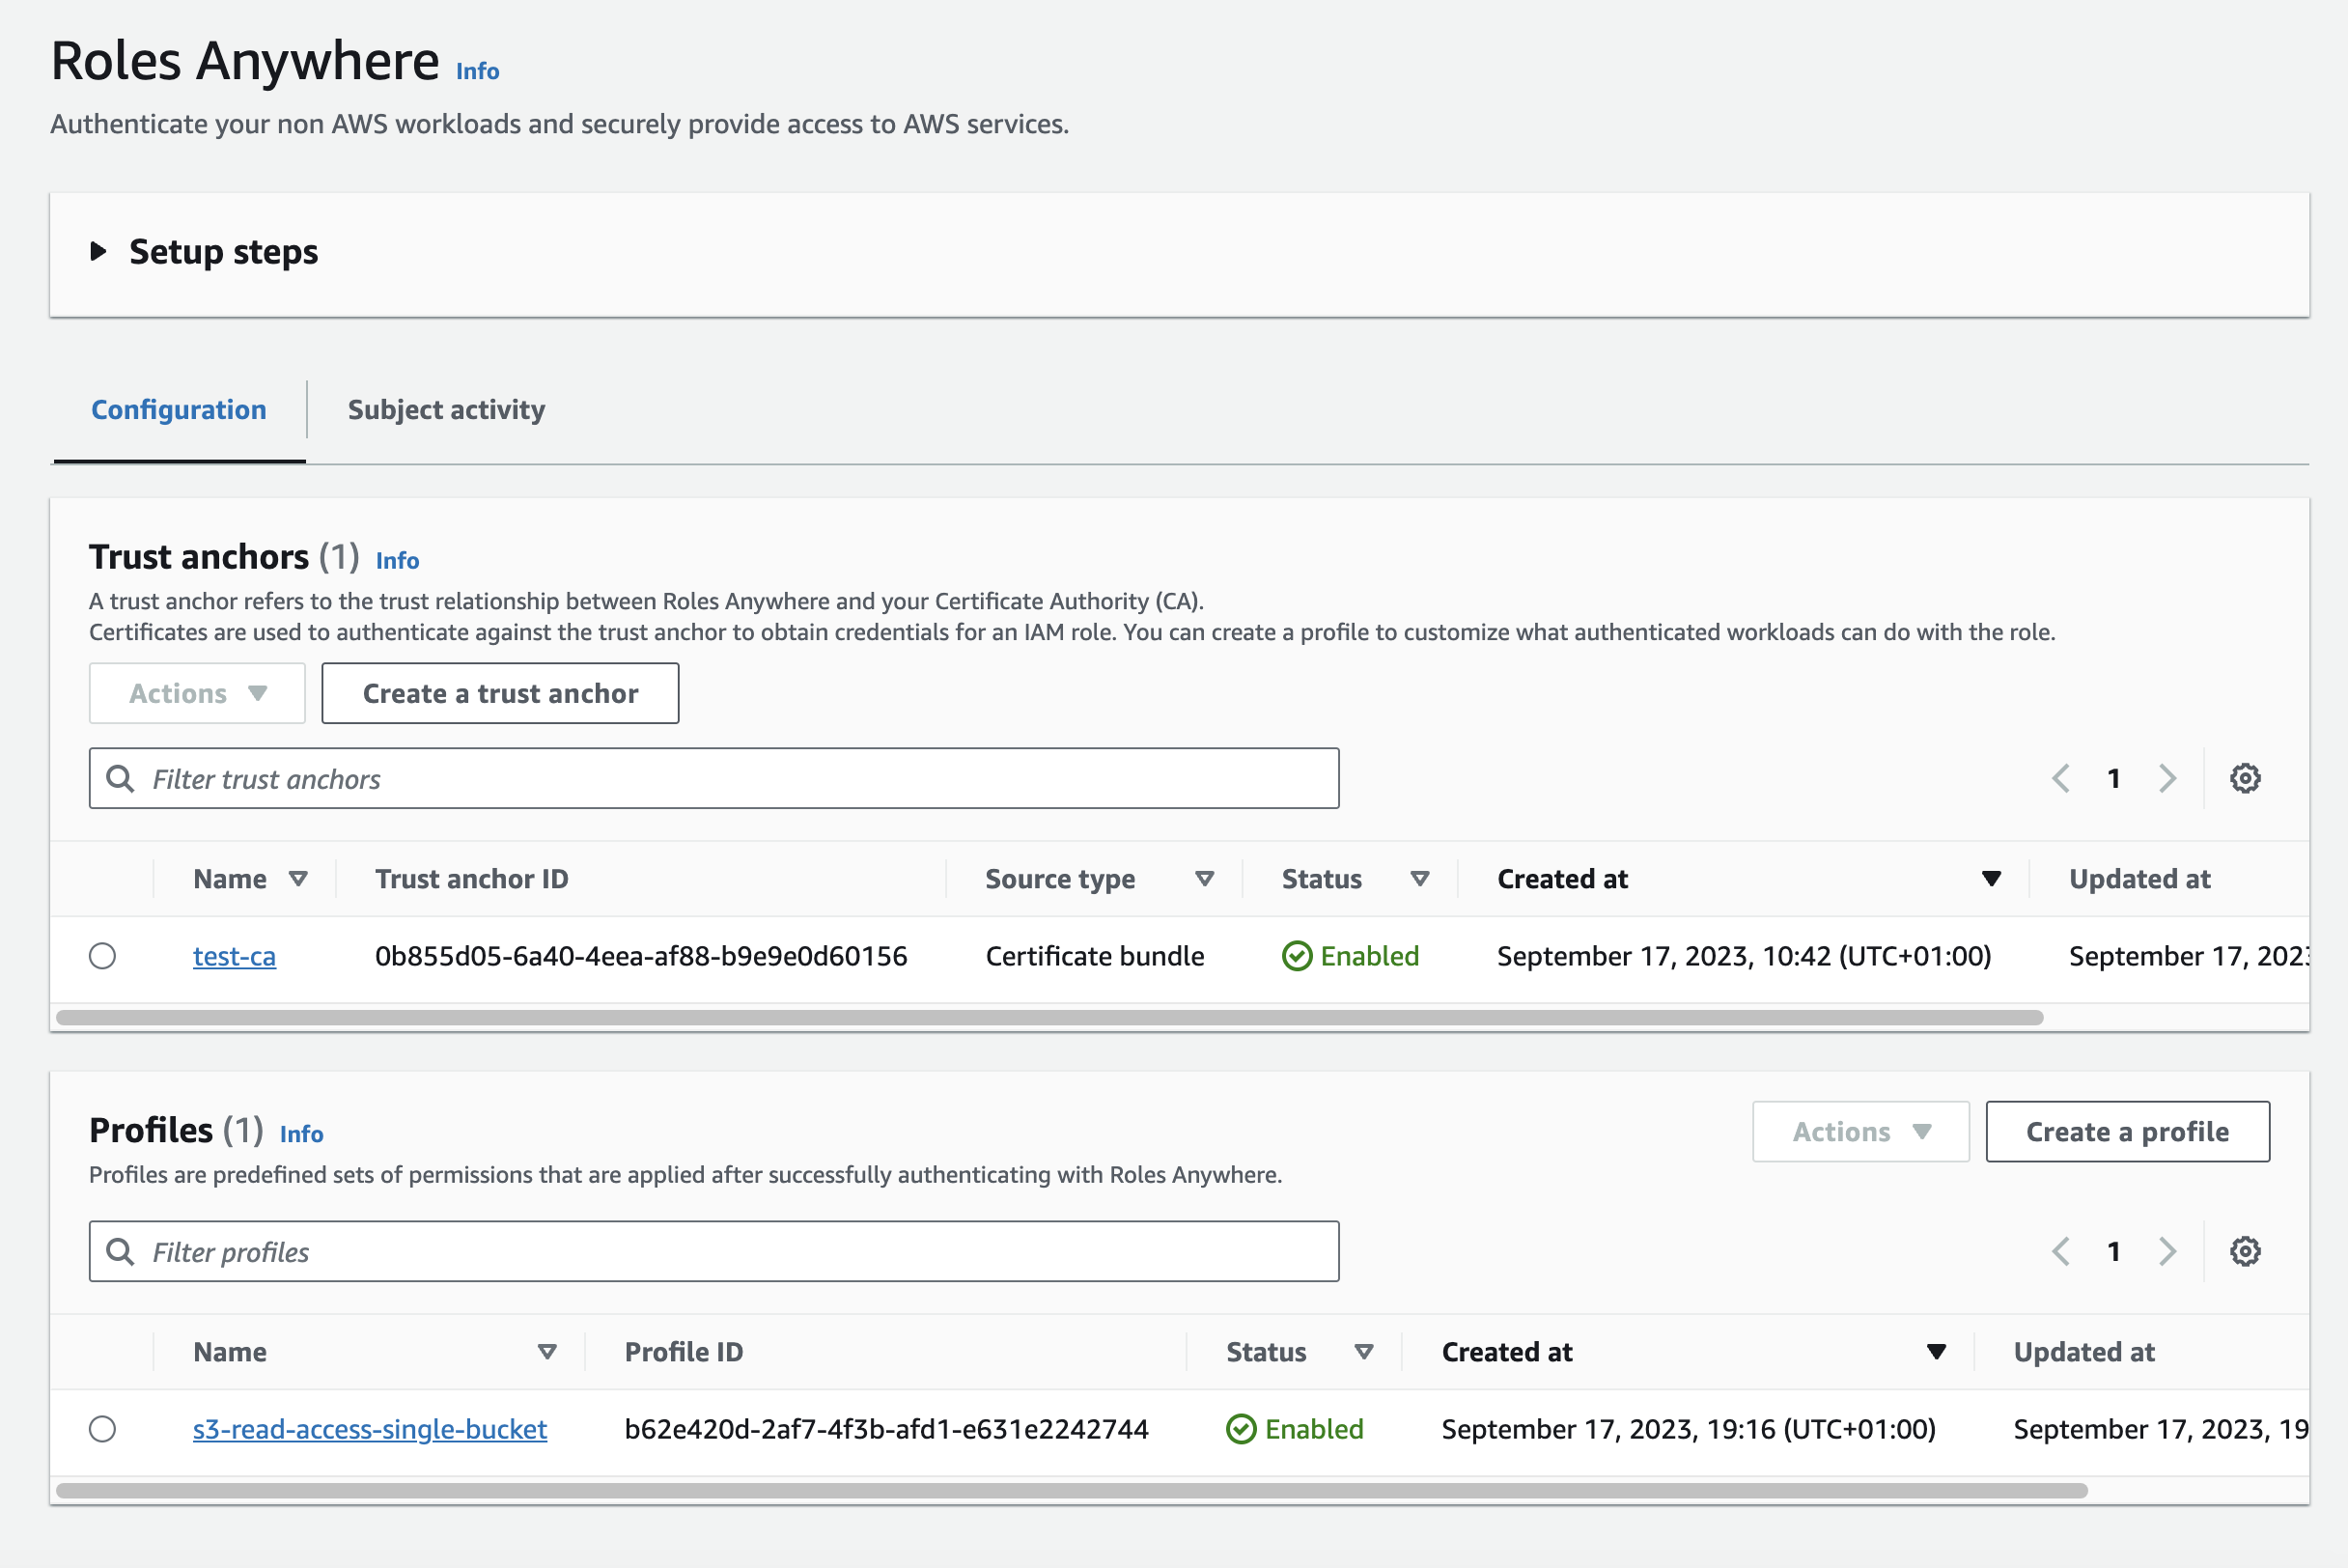 Roles Anywhere Info
Authenticate your non AWS workloads and securely provide access to AWS services.
Setup steps
Configuration Subject activity
Trust anchors (1) Info
A trust anchor refers to the trust relationship between Roles Anywhere and your Certificate Authority (CA).
Certificates are used to authenticate against the trust anchor to obtain credentials for an IAM role. You can create a profile to customize what authenticated workloads can do with the role.
Actions Create a trust anchor
Filter trust anchors 1
Name Trust anchor ID Source type Status Created at Updated at
test-ca 0b855d05-6a40-4eea-af88-b9e9e0d60156 Certificate bundle Enabled September 17, 2023, 10:42 (UTC+01:00) September 17, 2023
Profiles (1) Info Actions Create a profile
Profiles are predefined sets of permissions that are applied after successfully authenticating with Roles Anywhere.
Filter profiles 1
Name Profile ID Status Created at Updated at
s3-read-access-single-bucket b62e420d-2af7-4f3b-afd1-e631e2242744 Enabled September 17, 2023, 19:16 (UTC+01:00) September 17, 2023, 19